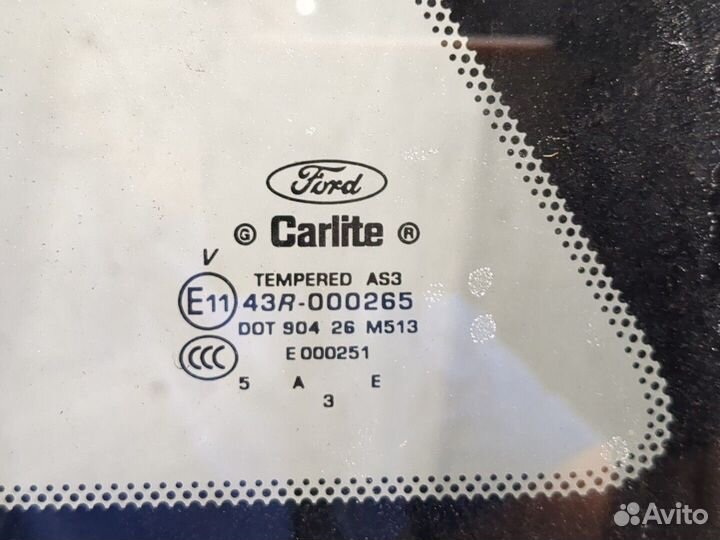 Ford
G Carlite ®
V
TEMPERED AS3
E11 43R-000265
DOT 904 26 M513
CCC E000251
5 A E
3
Avito